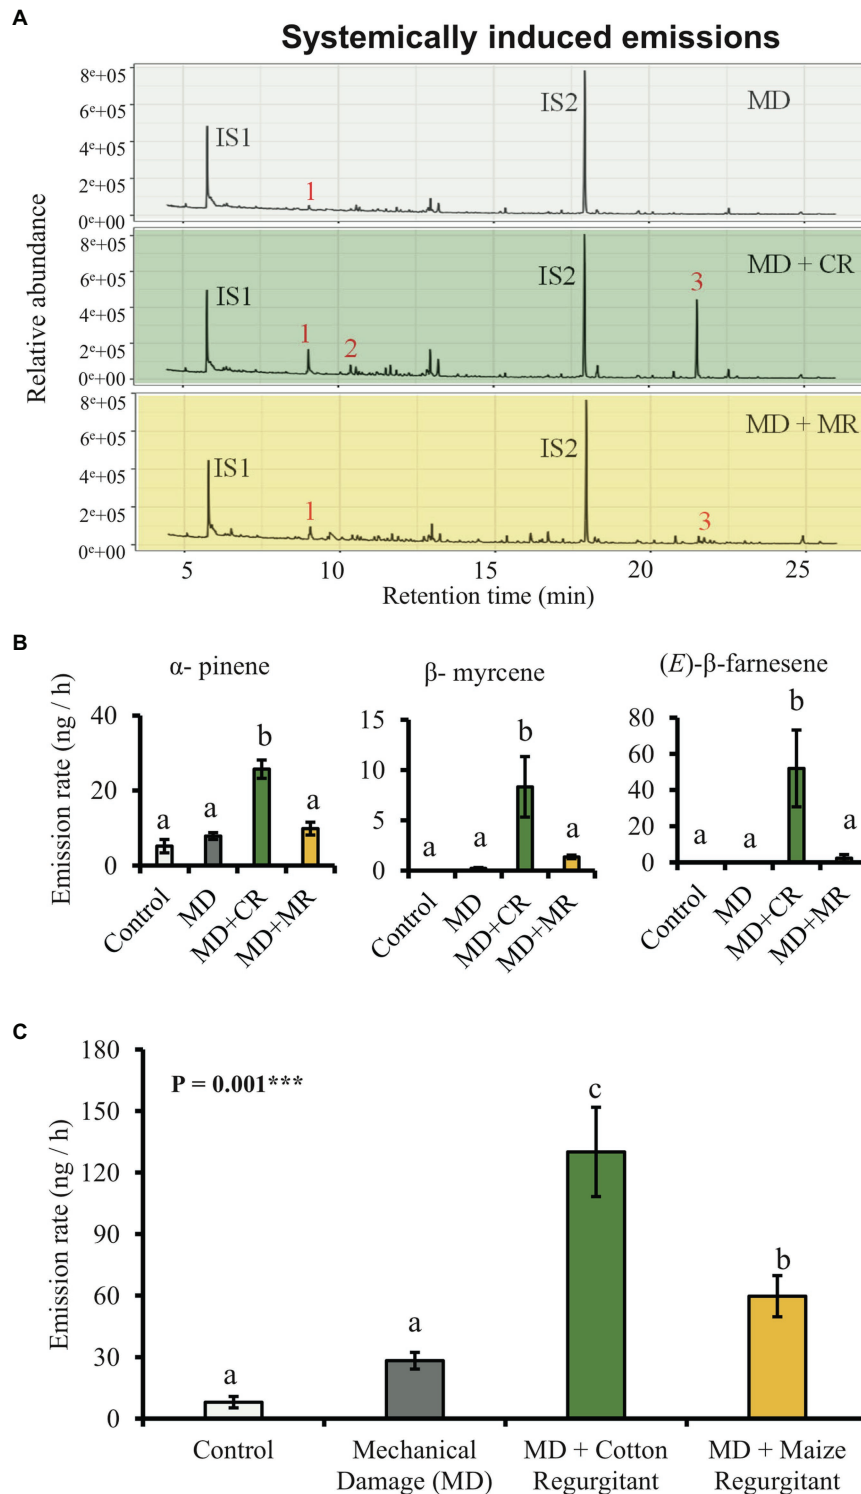 A
Systemically induced emissions
Relative abundance
8e+05
6e+05
4e+05
2e+05
0e+00
IS1
1
IS2
MD
8e+05
6e+05
4e+05
2e+05
0e+00
IS1
1
2
IS2
3
MD + CR
8e+05
6e+05
4e+05
2e+05
0e+00
IS1
1
IS2
3
MD + MR
5 10 15 20 25
Retention time (min)
B
α- pinene
Emission rate (ng / h)
40
20
0
a a b a
Control MD MD+CR MD+MR
β- myrcene
15
10
5
0
a a b a
Control MD MD+CR MD+MR
(E)-β-farnesene
80
60
40
20
0
a a b a
Control MD MD+CR MD+MR
C
Emission rate (ng / h)
180
150
120
90
60
30
0
P = 0.001***
a a c b
Control
Mechanical
Damage (MD)
MD + Cotton
Regurgitant
MD + Maize
Regurgitant